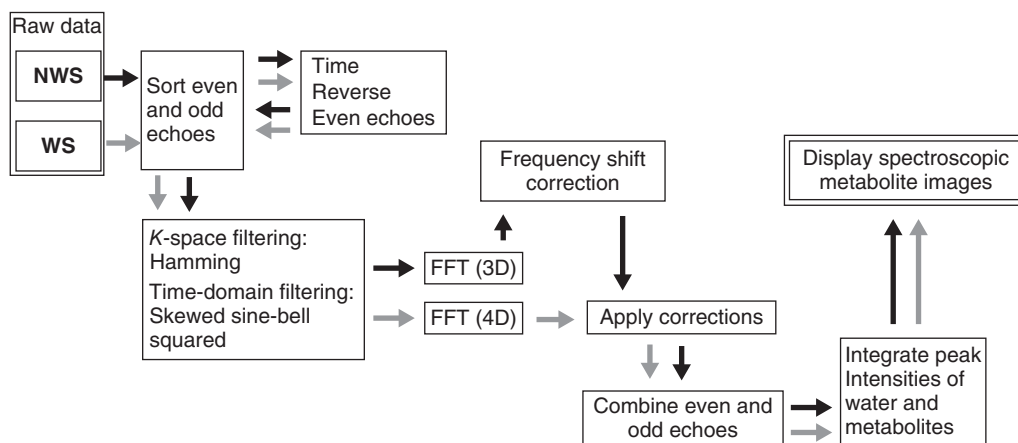 Raw data
NWS
WS
Sort even
and odd
echoes
Time
Reverse
Even echoes
K-space filtering:
Hamming
Time-domain filtering:
Skewed sine-bell
squared
FFT (3D)
FFT (4D)
Frequency shift
correction
Apply corrections
Combine even and
odd echoes
Integrate peak
Intensities of
water and
metabolites
Display spectroscopic
metabolite images